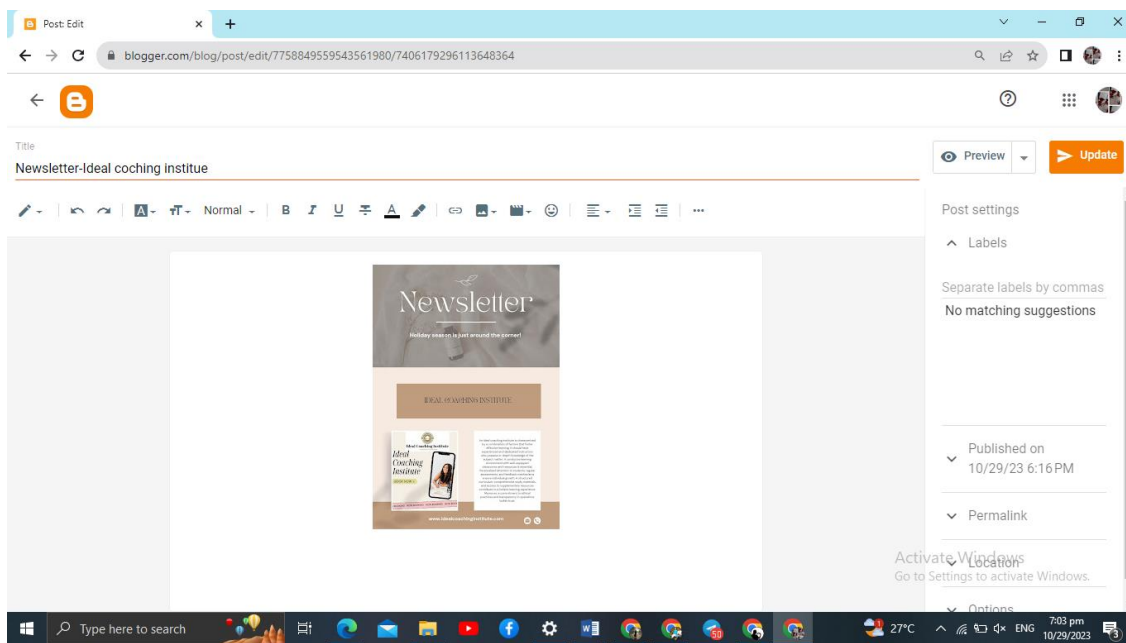 Post: Edit
blogger.com/blog/post/edit/7758849559543561980/7406179296113648364
Title
Newsletter-Ideal coching institue
Preview
Update
Normal
B I U A
Post settings
Labels
Separate labels by commas
No matching suggestions
Newsletter
Holiday season is just around the corner!
IDEAL COACHING INSTITUTE
Ideal Coaching Institute
Ideal
Coaching
Institute
www.idealcoachinginstitute.com
Published on
10/29/23 6:16 PM
Permalink
Location
Options
Activate Windows
Go to Settings to activate Windows.
Type here to search
27°C
ENG
7:03 pm
10/29/2023